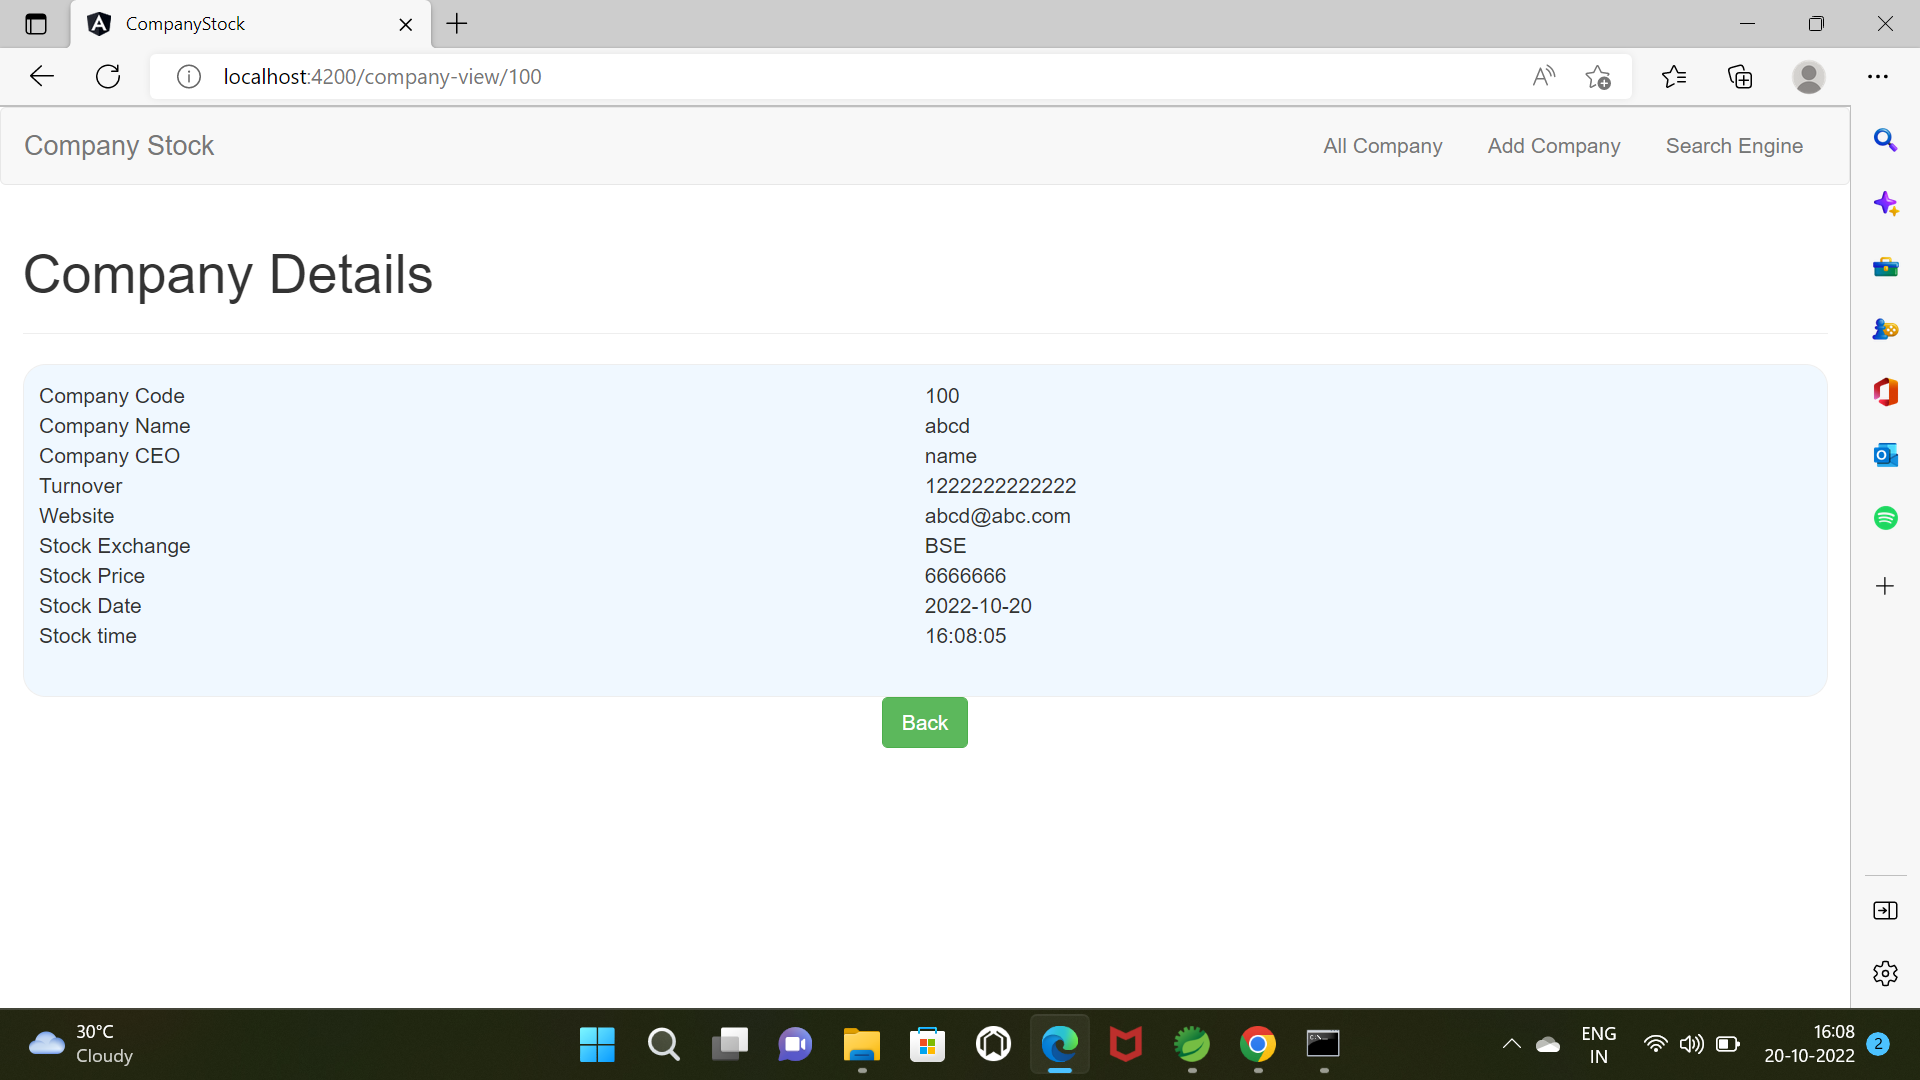 CompanyStock
localhost:4200/company-view/100
Company Stock
All Company
Add Company
Search Engine
Company Details
Company Code 100
Company Name abcd
Company CEO name
Turnover 1222222222222
Website abcd@abc.com
Stock Exchange BSE
Stock Price 6666666
Stock Date 2022-10-20
Stock time 16:08:05
Back
30°C
Cloudy
ENG
IN
16:08
20-10-2022
2